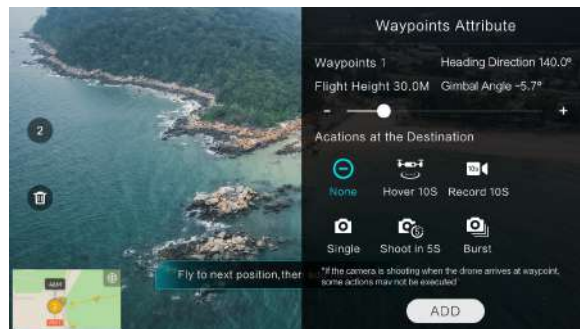 Waypoints Attribute
Waypoints 1
Heading Direction 140.0°
Flight Height 30.0M
Gimbal Angle -5.7°
-
+
Acations at the Destination
None
Hover 10S
10s
Record 10S
Single
5
Shoot in 5S
Burst
2
Fly to next position,then
*If the camera is shooting when the drone arrives at waypoint,
some actions may not be executed
ADD